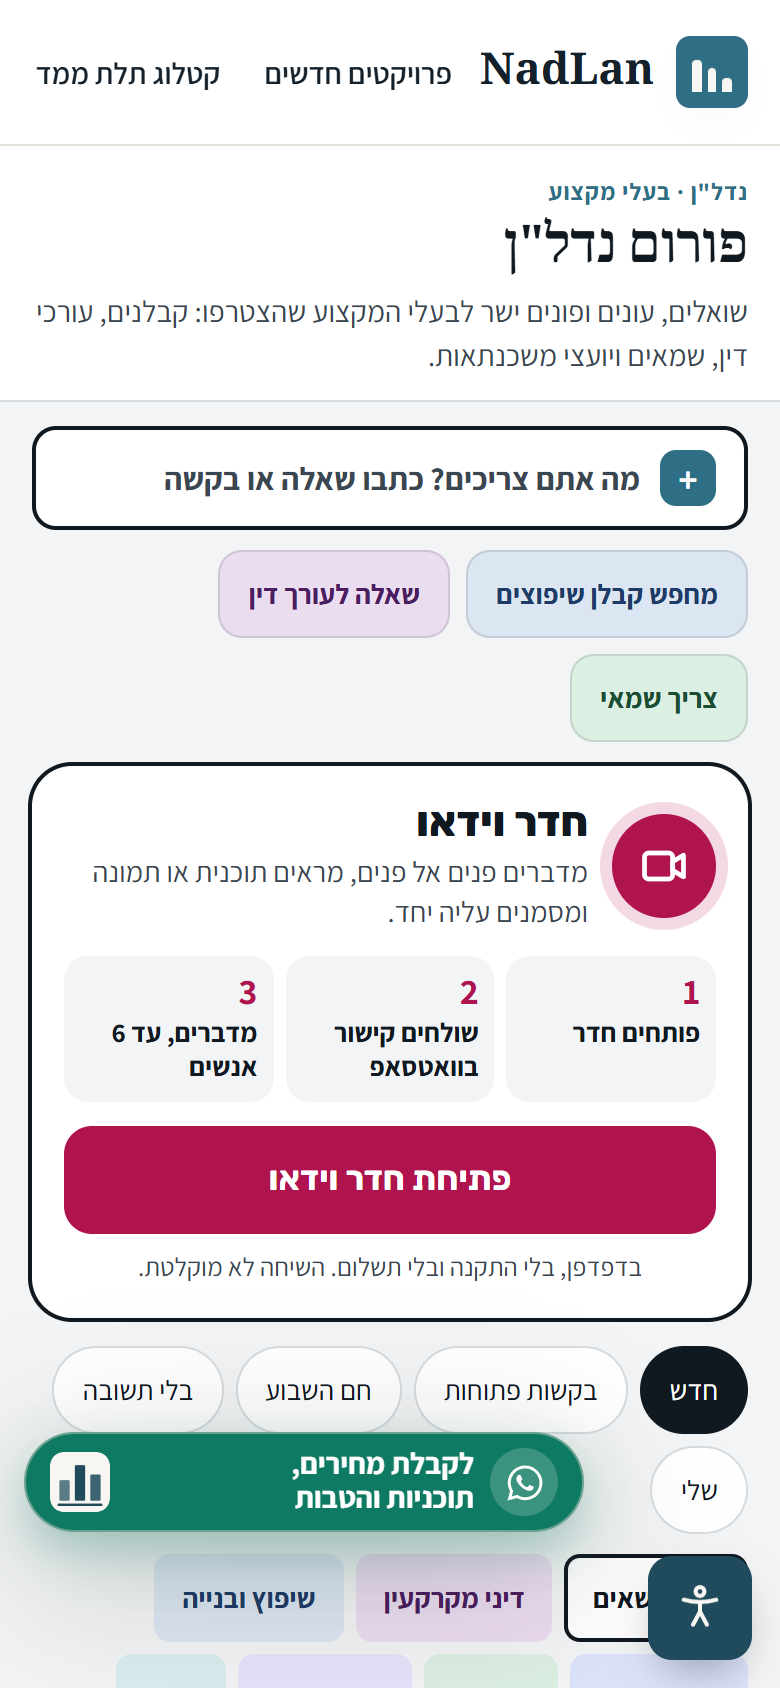 NadLan
פרויקטים חדשים
קטלוג תלת ממד
נדל"ן · בעלי מקצוע
פורום נדל"ן
שואלים, עונים ופונים ישר לבעלי המקצוע שהצטרפו: קבלנים, עורכי
דין, שמאים ויועצי משכנתאות.
+
מה אתם צריכים? כתבו שאלה או בקשה
מחפש קבלן שיפוצים
שאלה לעורך דין
צריך שמאי
חדר וידאו
מדברים פנים אל פנים, מראים תוכנית או תמונה
ומסמנים עליה יחד.
1
פותחים חדר
2
שולחים קישור
בוואטסאפ
3
מדברים, עד 6
אנשים
פתיחת חדר וידאו
בדפדפן, בלי התקנה ובלי תשלום. השיחה לא מוקלטת.
חדש
בקשות פתוחות
חם השבוע
בלי תשובה
שלי
לקבלת מחירים,
תוכניות והטבות
דיני מקרקעין
שיפוץ ובנייה